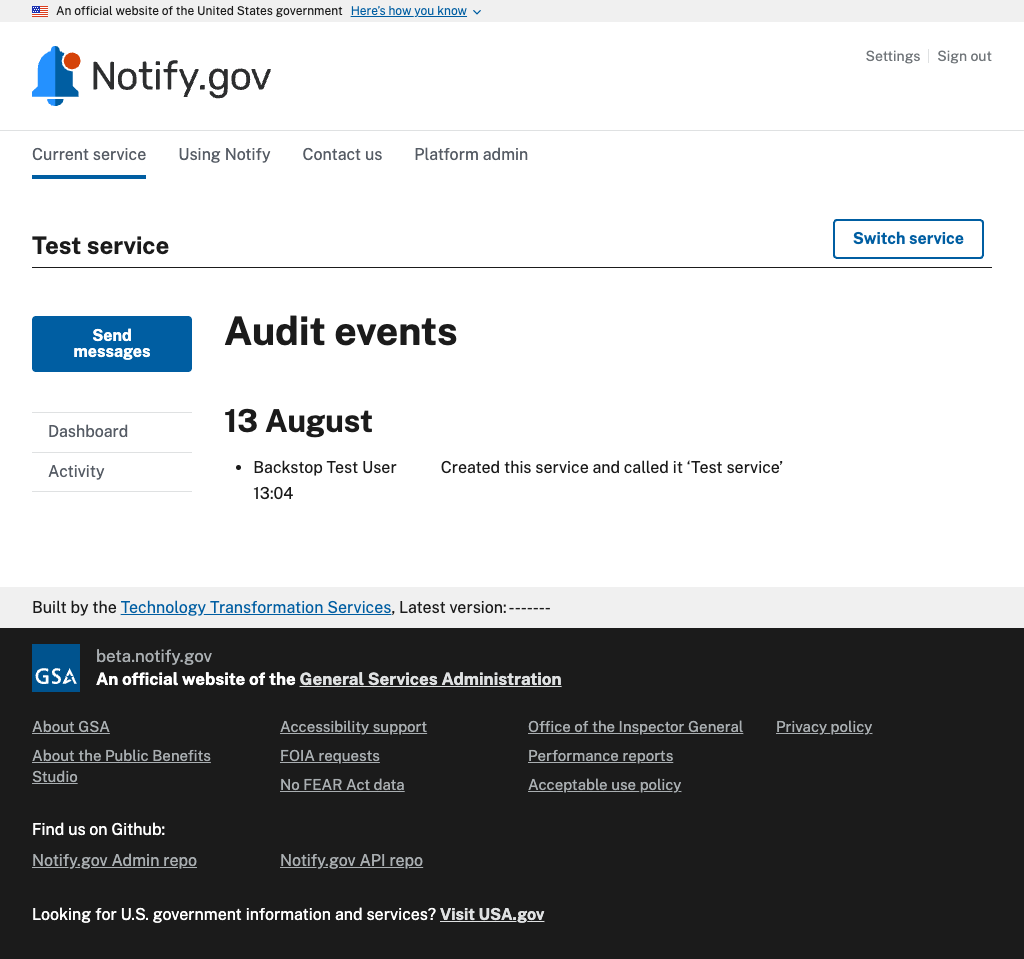 An official website of the United States government Here's how you know
Notify.gov
Settings Sign out
Current service Using Notify Contact us Platform admin
Test service
Switch service
Send
messages
Audit events
Dashboard
Activity
13 August
Backstop Test User Created this service and called it ‘Test service’
13:04
Built by the Technology Transformation Services, Latest version: -------
GSA
beta.notify.gov
An official website of the General Services Administration
About GSA
About the Public Benefits
Studio
Accessibility support
FOIA requests
No FEAR Act data
Office of the Inspector General
Performance reports
Acceptable use policy
Privacy policy
Find us on Github:
Notify.gov Admin repo Notify.gov API repo
Looking for U.S. government information and services? Visit USA.gov